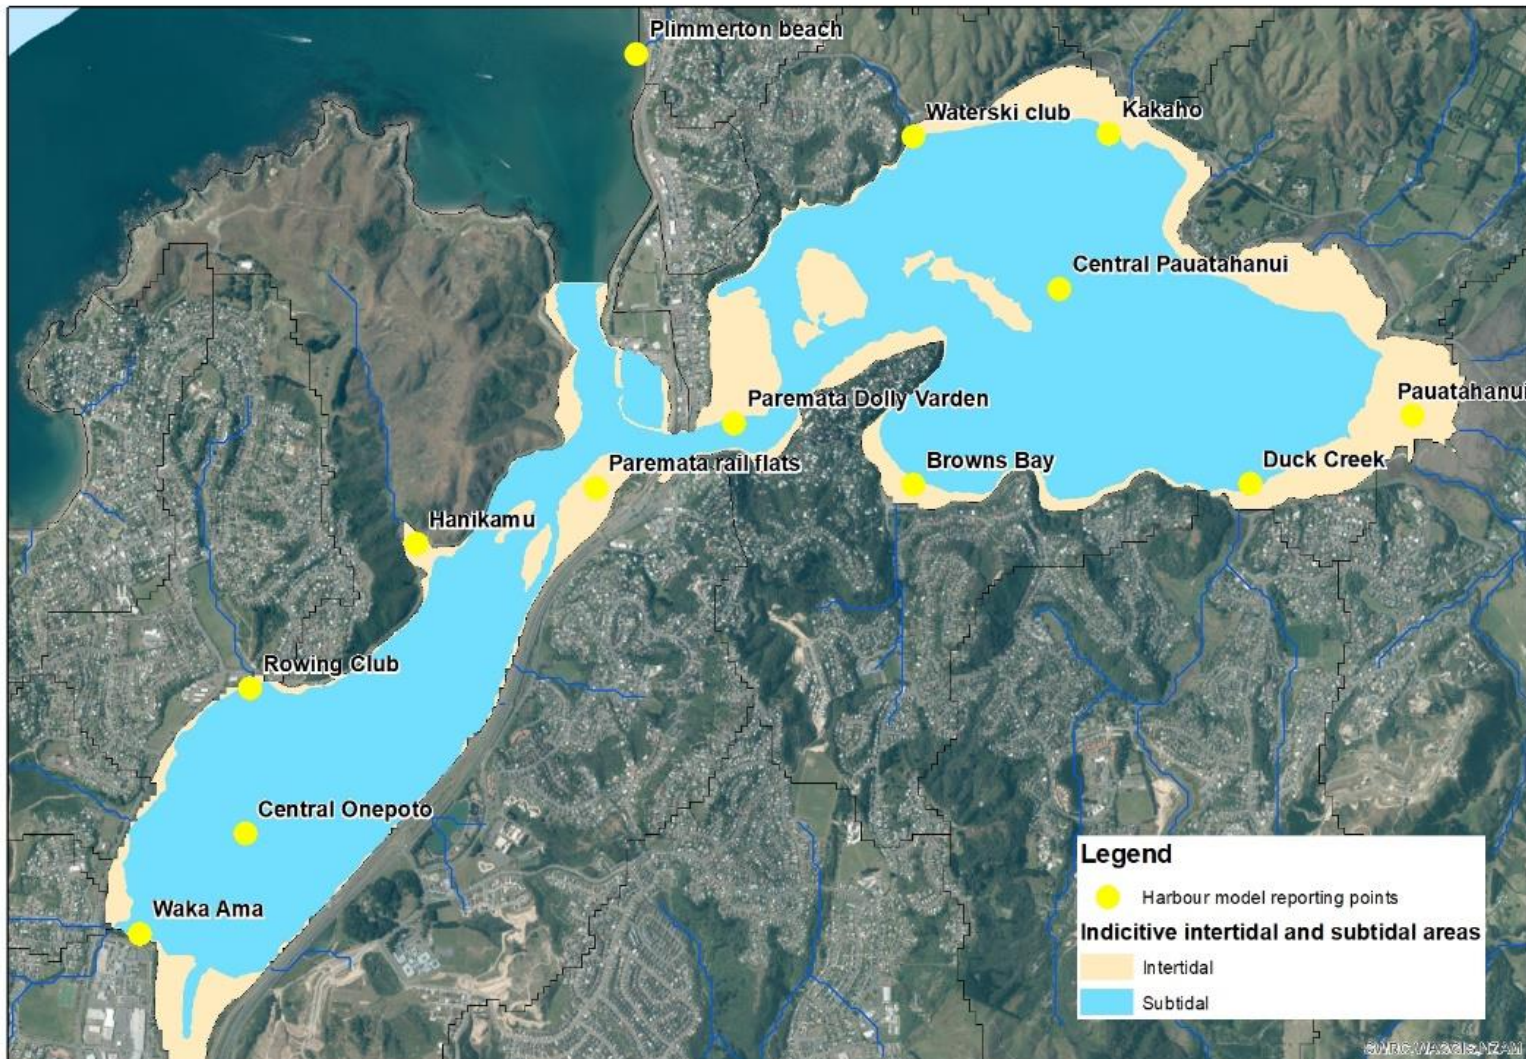 Plimmerton beach
Waterski club
Kakaho
Central Pauatahanui
Pauatahanui
Paremata Dolly Varden
Paremata rail flats
Browns Bay
Duck Creek
Hanikamu
Rowing Club
Central Onepoto
Waka Ama
Legend
Harbour model reporting points
Indicitive intertidal and subtidal areas
Intertidal
Subtidal